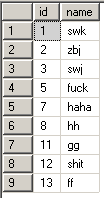 id name
1 1 swk
2 2 zbj
3 3 swj
4 5 fuck
5 7 haha
6 8 hh
7 11 gg
8 12 shit
9 13 ff